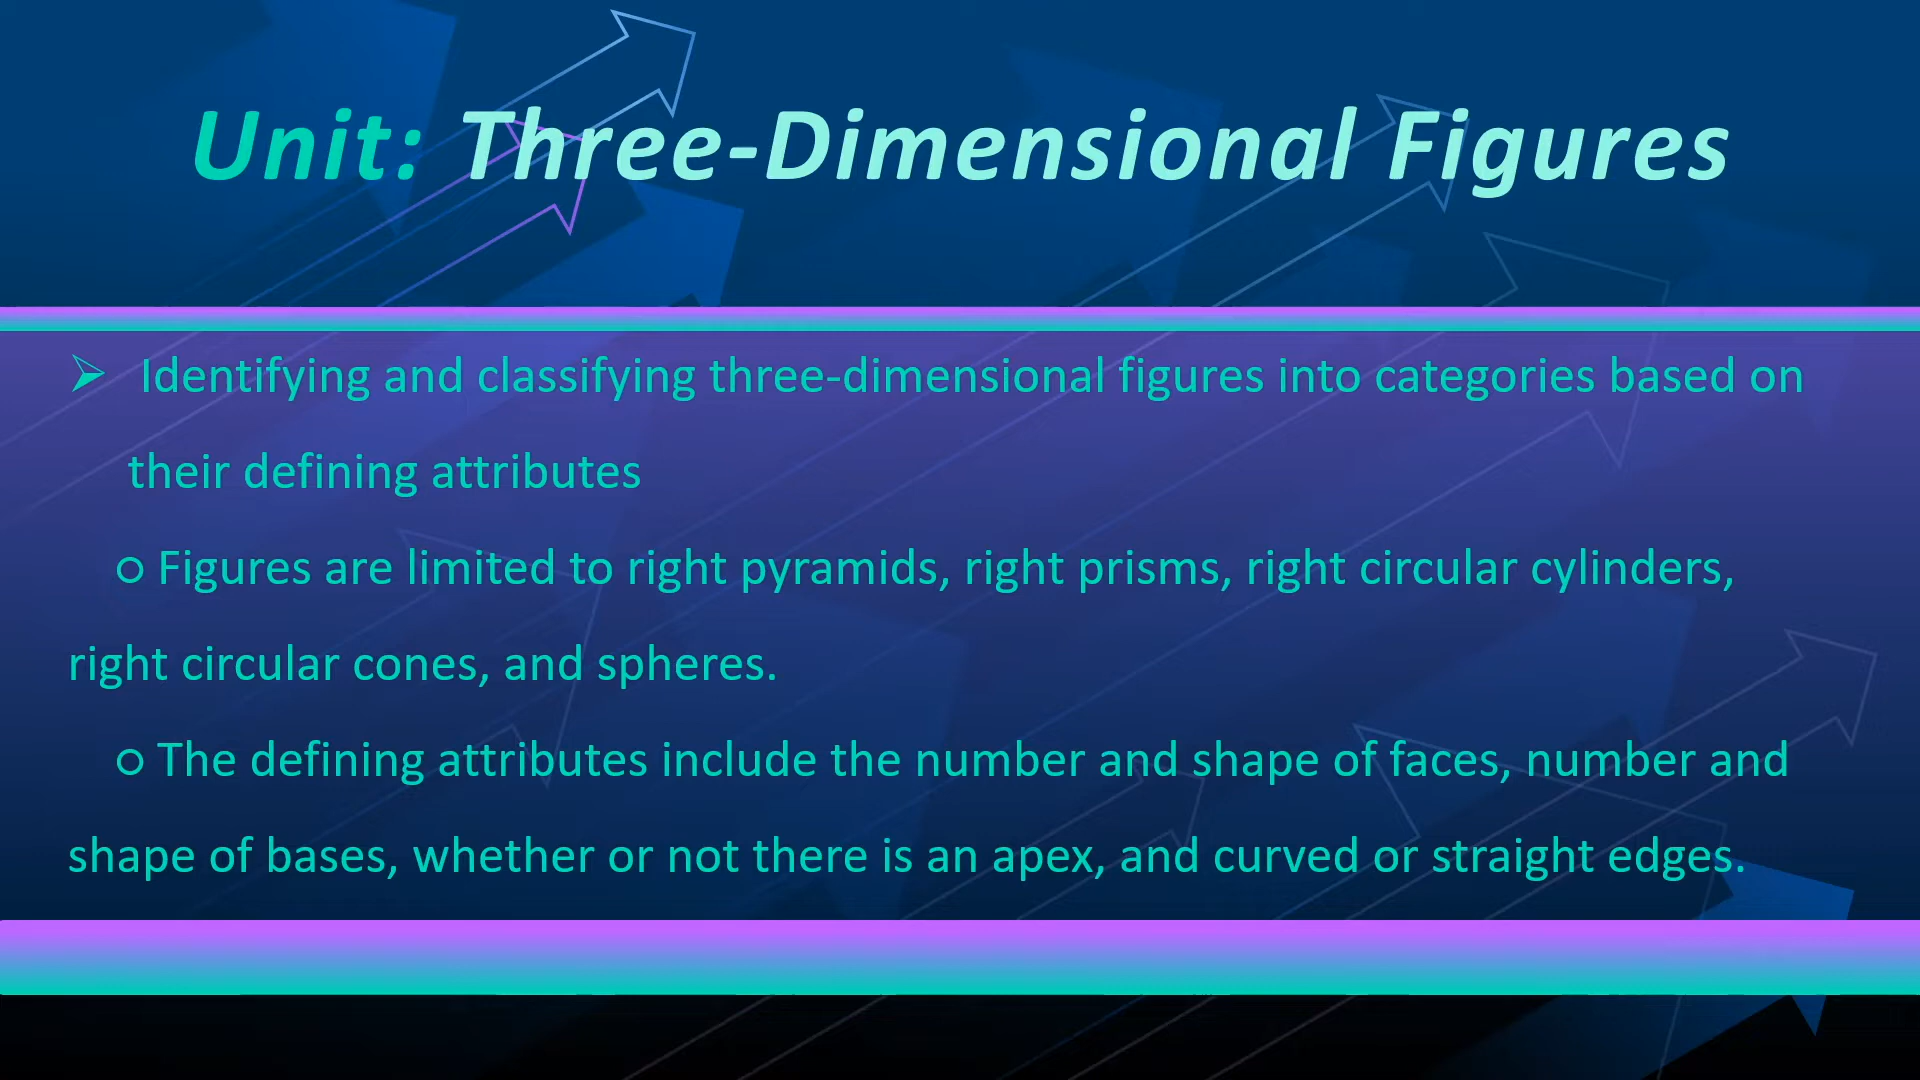 Unit: Three-Dimensional Figures
➢ Identifying and classifying three-dimensional figures into categories based on
their defining attributes
○ Figures are limited to right pyramids, right prisms, right circular cylinders,
right circular cones, and spheres.
○ The defining attributes include the number and shape of faces, number and
shape of bases, whether or not there is an apex, and curved or straight edges.